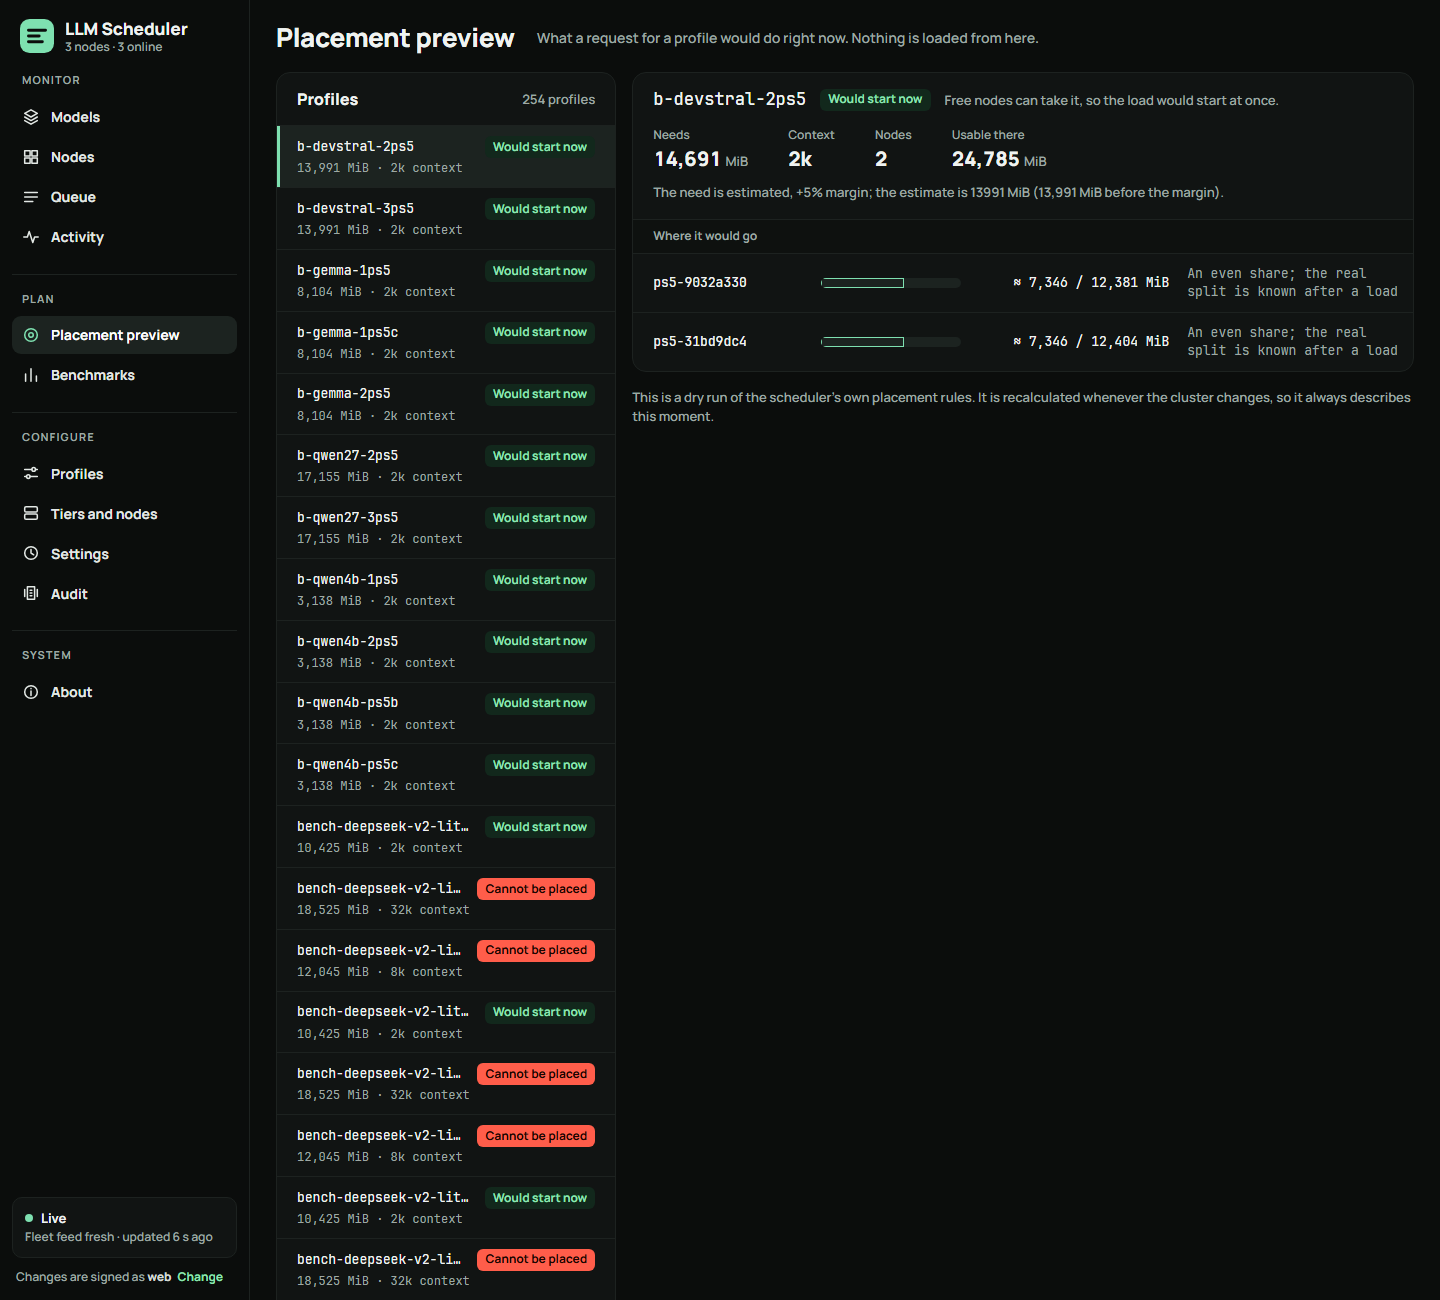 LLM Scheduler
3 nodes · 3 online
MONITOR
Models
Nodes
Queue
Activity
PLAN
Placement preview
Benchmarks
CONFIGURE
Profiles
Tiers and nodes
Settings
Audit
SYSTEM
About
Live
Fleet feed fresh · updated 6 s ago
Changes are signed as web Change
Placement preview What a request for a profile would do right now. Nothing is loaded from here.
Profiles 254 profiles
b-devstral-2ps5 Would start now
13,991 MiB · 2k context
b-devstral-3ps5 Would start now
13,991 MiB · 2k context
b-gemma-1ps5 Would start now
8,104 MiB · 2k context
b-gemma-1ps5c Would start now
8,104 MiB · 2k context
b-gemma-2ps5 Would start now
8,104 MiB · 2k context
b-qwen27-2ps5 Would start now
17,155 MiB · 2k context
b-qwen27-3ps5 Would start now
17,155 MiB · 2k context
b-qwen4b-1ps5 Would start now
3,138 MiB · 2k context
b-qwen4b-2ps5 Would start now
3,138 MiB · 2k context
b-qwen4b-ps5b Would start now
3,138 MiB · 2k context
b-qwen4b-ps5c Would start now
3,138 MiB · 2k context
bench-deepseek-v2-lit… Would start now
10,425 MiB · 2k context
bench-deepseek-v2-li… Cannot be placed
18,525 MiB · 32k context
bench-deepseek-v2-li… Cannot be placed
12,045 MiB · 8k context
bench-deepseek-v2-lit… Would start now
10,425 MiB · 2k context
bench-deepseek-v2-li… Cannot be placed
18,525 MiB · 32k context
bench-deepseek-v2-li… Cannot be placed
12,045 MiB · 8k context
bench-deepseek-v2-lit… Would start now
10,425 MiB · 2k context
bench-deepseek-v2-li… Cannot be placed
18,525 MiB · 32k context
b-devstral-2ps5 Would start now Free nodes can take it, so the load would start at once.
Needs Context Nodes Usable there
14,691 MiB 2k 2 24,785 MiB
The need is estimated, +5% margin; the estimate is 13991 MiB (13,991 MiB before the margin).
Where it would go
ps5-9032a330 ≈ 7,346 / 12,381 MiB An even share; the real
split is known after a load
ps5-31bd9dc4 ≈ 7,346 / 12,404 MiB An even share; the real
split is known after a load
This is a dry run of the scheduler's own placement rules. It is recalculated whenever the cluster changes, so it always describes
this moment.